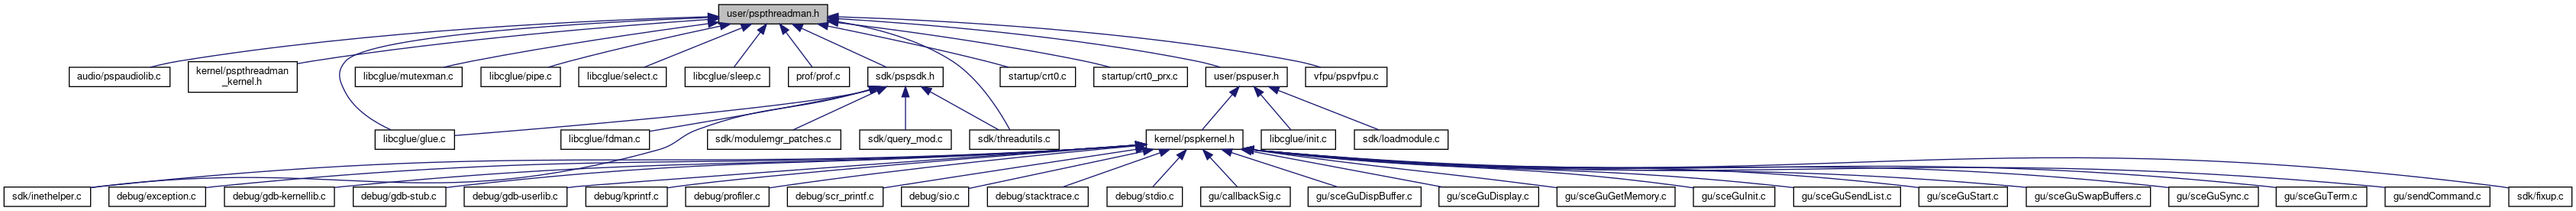 user/pspthreadman.h
audio/pspaudiolib.c
kernel/pspthreadman
_kernel.h
libcglue/mutexman.c
libcglue/pipe.c
libcglue/select.c
libcglue/sleep.c
prof/prof.c
sdk/pspsdk.h
startup/crt0.c
startup/crt0_prx.c
user/pspuser.h
vfpu/pspvfpu.c
libcglue/glue.c
libcglue/fdman.c
sdk/modulemgr_patches.c
sdk/query_mod.c
sdk/threadutils.c
kernel/pspkernel.h
libcglue/init.c
sdk/loadmodule.c
sdk/inethelper.c
debug/exception.c
debug/gdb-kernellib.c
debug/gdb-stub.c
debug/gdb-userlib.c
debug/kprintf.c
debug/profiler.c
debug/scr_printf.c
debug/sio.c
debug/stacktrace.c
debug/stdio.c
gu/callbackSig.c
gu/sceGuDispBuffer.c
gu/sceGuDisplay.c
gu/sceGuGetMemory.c
gu/sceGuInit.c
gu/sceGuSendList.c
gu/sceGuStart.c
gu/sceGuSwapBuffers.c
gu/sceGuSync.c
gu/sceGuTerm.c
gu/sendCommand.c
sdk/fixup.c